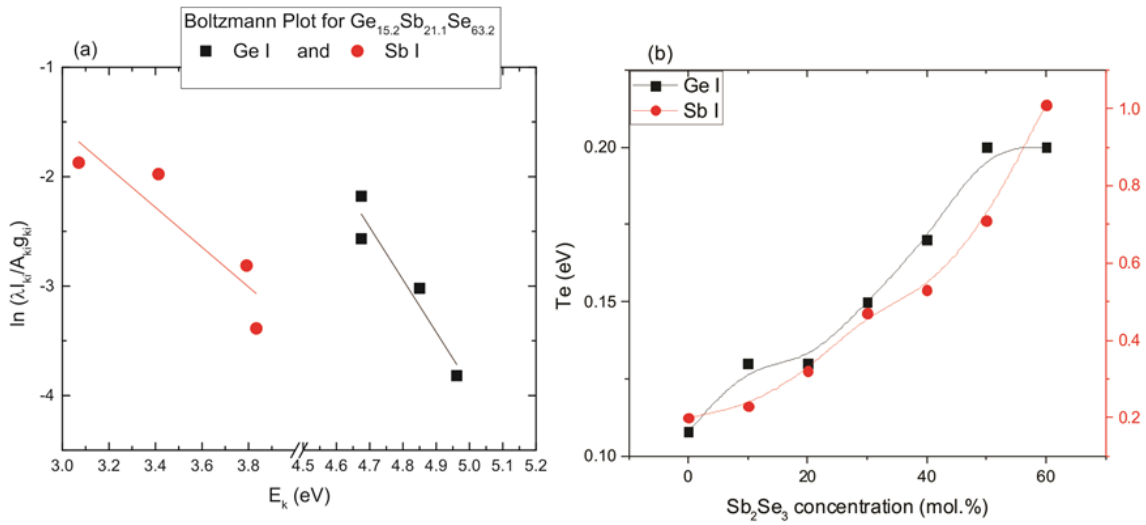 Boltzmann Plot for Ge15.2Sb21.1Se63.2
Ge I and Sb I
(a)
-1
-2
-3
-4
ln (λIki/Akigki)
3.0 3.2 3.4 3.6 3.8 4.5 4.6 4.7 4.8 4.9 5.0 5.1 5.2
Ek (eV)
(b)
Ge I
Sb I
0.20
0.15
0.10
Te (eV)
1.0
0.8
0.6
0.4
0.2
0 20 40 60
Sb2Se3 concentration (mol.%)